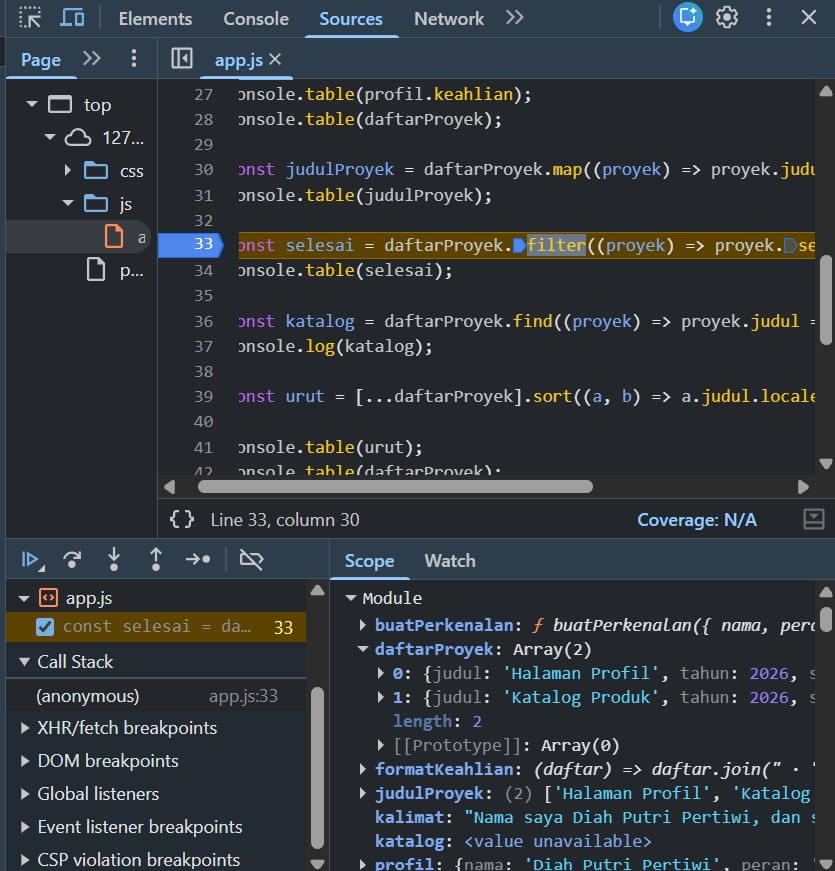 Elements Console Sources Network
Page
app.js
top
127...
css
js
a
p...
27 onsole.table(profil.keahlian);
28 onsole.table(daftarProyek);
29
30 onst judulProyek = daftarProyek.map((proyek) => proyek.judu
31 onsole.table(judulProyek);
32
33 onst selesai = daftarProyek.filter((proyek) => proyek.se
34 onsole.table(selesai);
35
36 onst katalog = daftarProyek.find((proyek) => proyek.judul =
37 onsole.log(katalog);
38
39 onst urut = [...daftarProyek].sort((a, b) => a.judul.locale
40
41 onsole.table(urut);
42 onsole.table(daftarProyek);
{} Line 33, column 30 Coverage: N/A
app.js
const selesai = da... 33
Call Stack
(anonymous) app.js:33
XHR/fetch breakpoints
DOM breakpoints
Global listeners
Event listener breakpoints
CSP violation breakpoints
Scope Watch
Module
buatPerkenalan: ƒ buatPerkenalan({ nama, pera
daftarProyek: Array(2)
0: {judul: 'Halaman Profil', tahun: 2026, s
1: {judul: 'Katalog Produk', tahun: 2026, s
length: 2
[[Prototype]]: Array(0)
formatKeahlian: (daftar) => daftar.join(" · "
judulProyek: (2) ['Halaman Profil', 'Katalog
kalimat: "Nama saya Diah Putri Pertiwi, dan s
katalog: <value unavailable>
profil: {nama: 'Diah Putri Pertiwi', peran: '